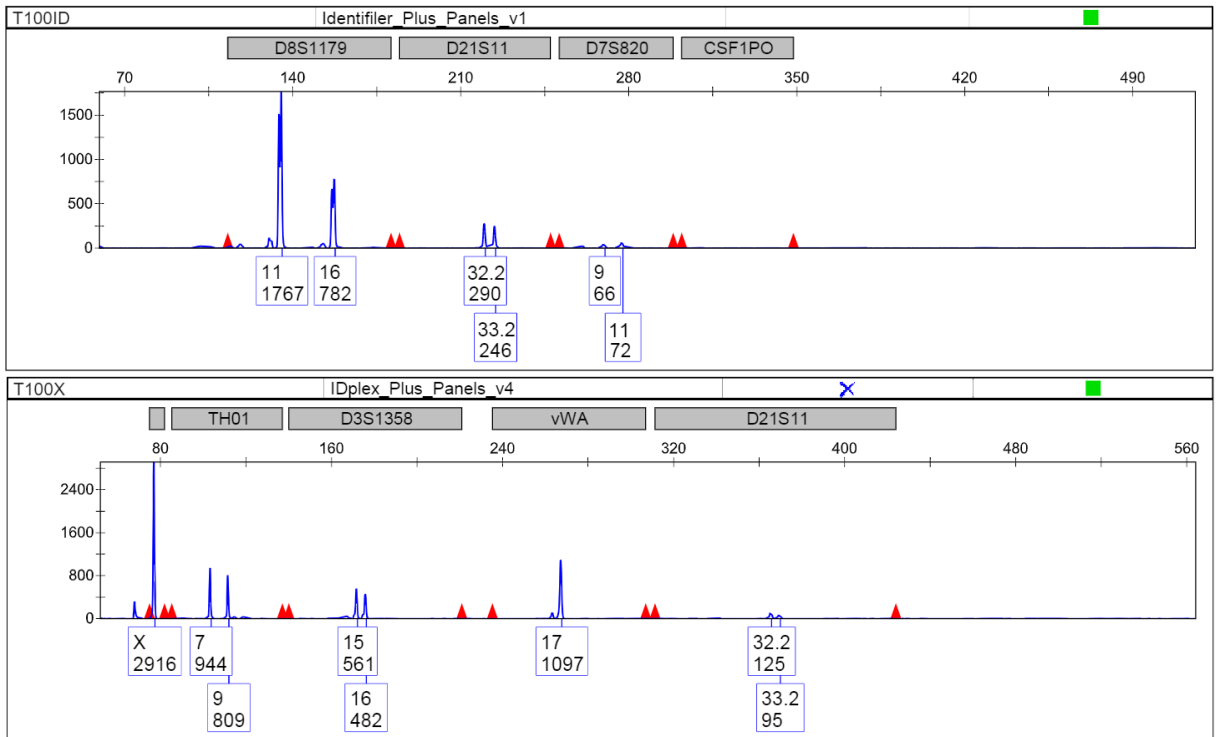 T100ID Identifiler_Plus_Panels_v1
D8S1179 D21S11 D7S820 CSF1PO
70 140 210 280 350 420 490
1500
1000
500
0
11 16 32.2 9
1767 782 290 66
33.2 11
246 72
T100X IDplex_Plus_Panels_v4
TH01 D3S1358 vWA D21S11
80 160 240 320 400 480 560
2400
1600
800
0
X 7 15 17 32.2
2916 944 561 1097 125
9 16 33.2
809 482 95